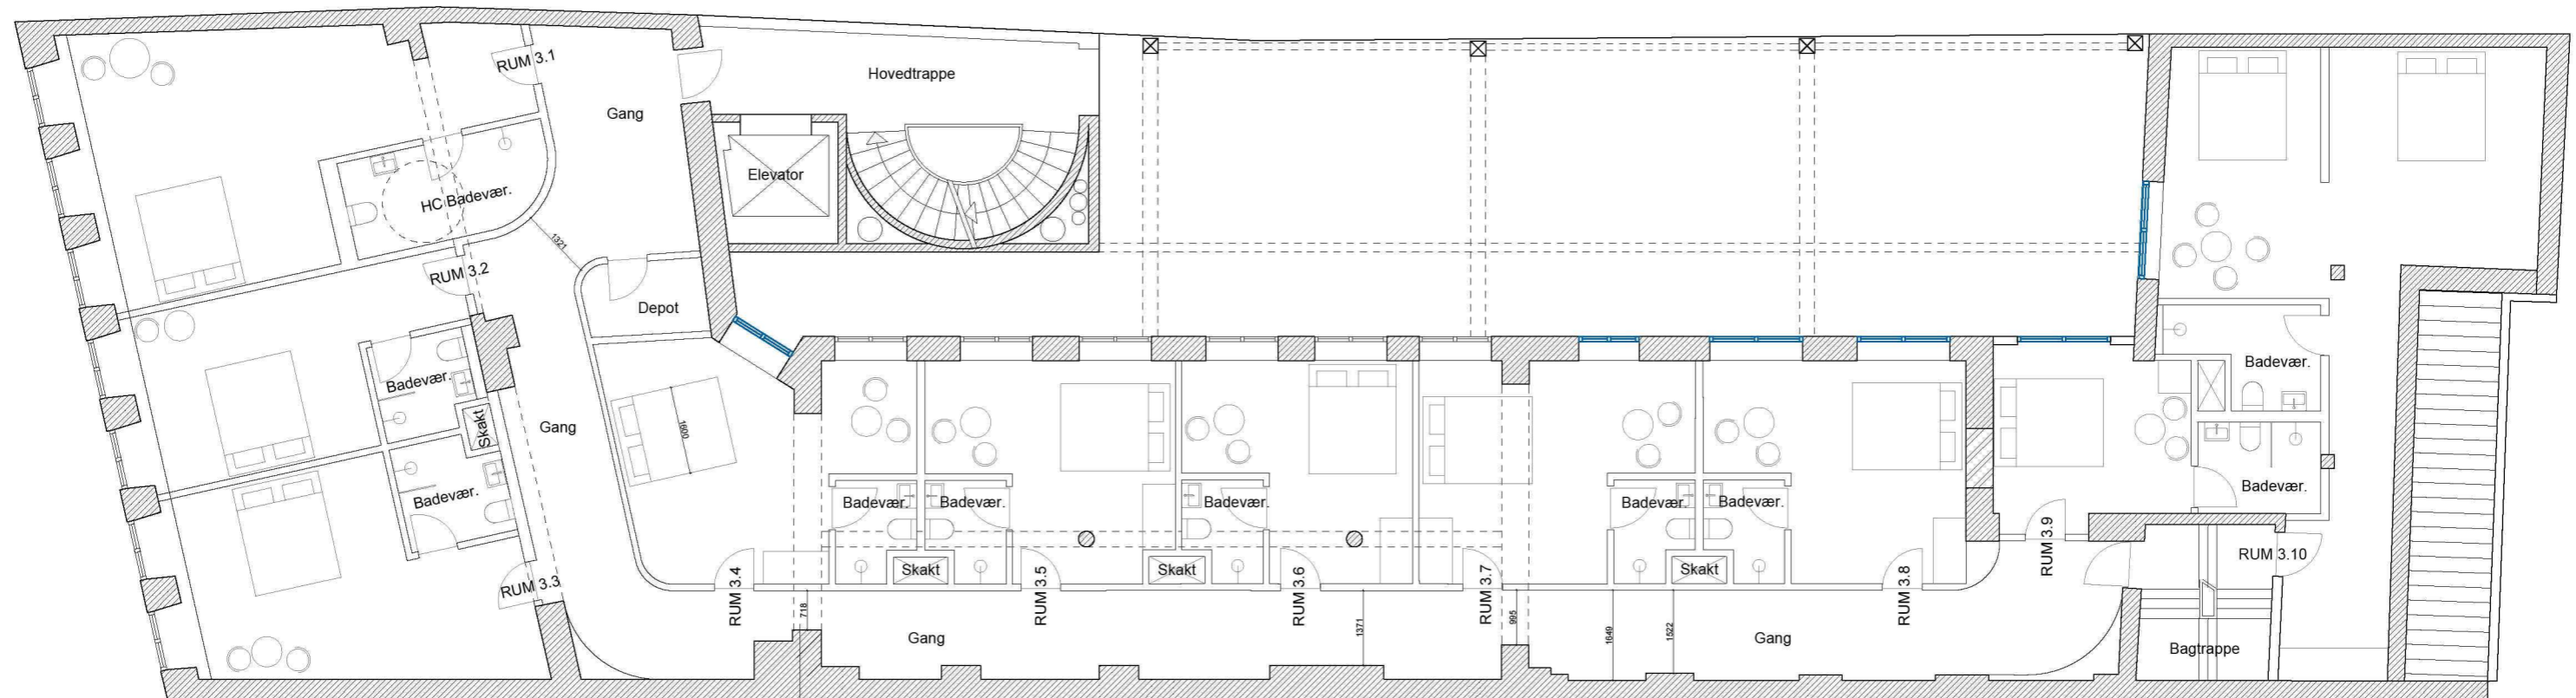 RUM 3.1
Hovedtrappe
Gang
Elevator
HC Badevær.
1321
RUM 3.2
Depot
Badevær.
Badevær.
Gang
Skakt
1600
Badevær.
Badevær.
Badevær.
Badevær.
Badevær.
Badevær.
Badevær.
Skakt
Skakt
Skakt
RUM 3.3
RUM 3.4
RUM 3.5
RUM 3.6
RUM 3.7
RUM 3.8
RUM 3.9
RUM 3.10
718
1371
995
1649
1522
Gang
Gang
Bagtrappe